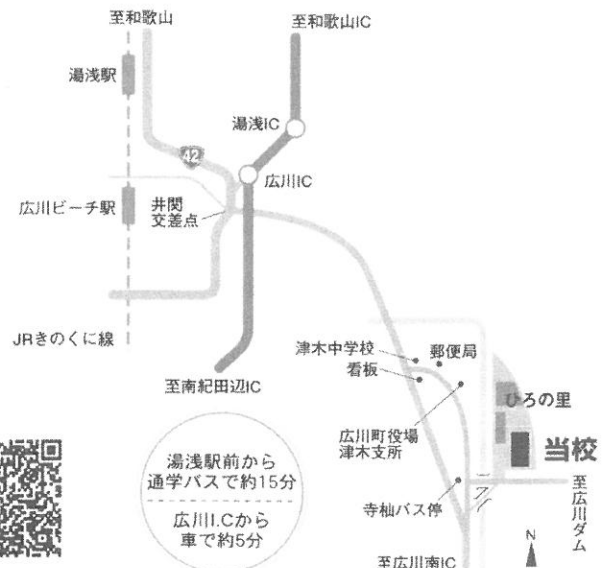 至和歌山
至和歌山IC
湯浅駅
湯浅IC
42
広川IC
広川ビーチ駅
井関
交差点
JRきのくに線
至南紀田辺IC
津木中学校
郵便局
看板
ひろの里
広川町役場
津木支所
当校
湯浅駅前から
通学バスで約15分
広川I.Cから
車で約5分
寺杣バス停
至広川ダム
至広川南IC
N